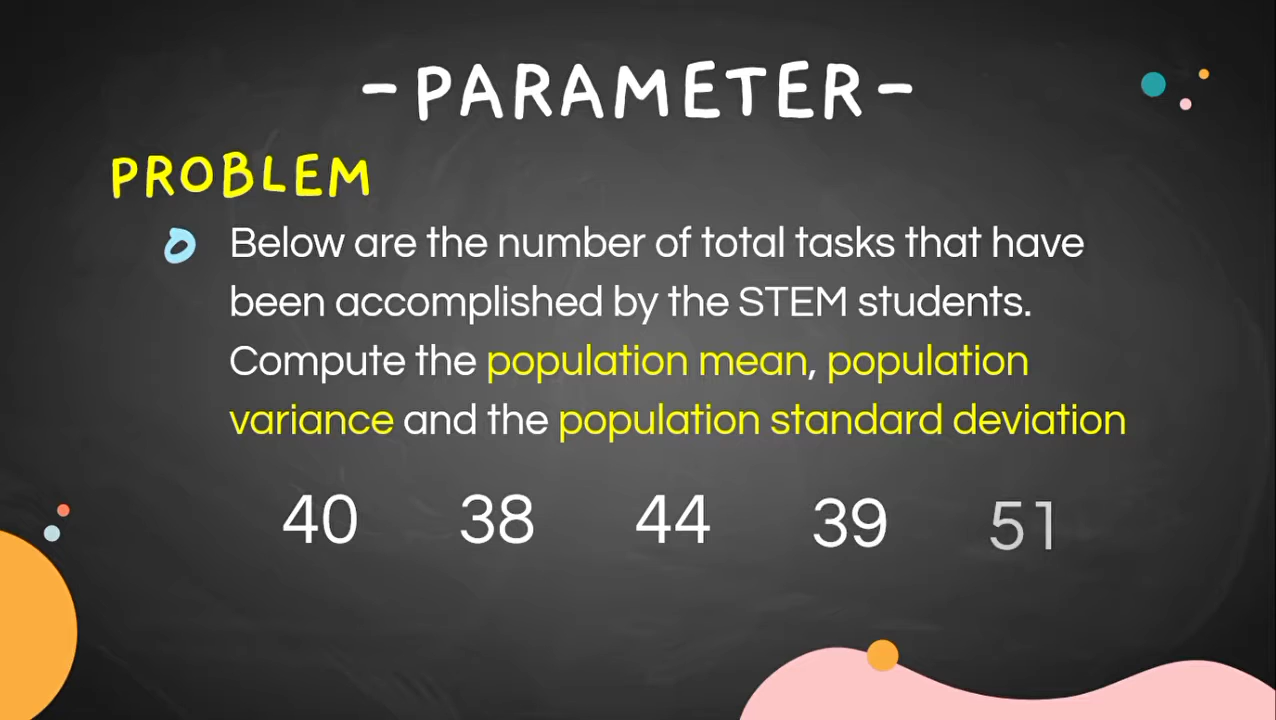 -PARAMETER-
PROBLEM
Below are the number of total tasks that have
been accomplished by the STEM students.
Compute the population mean, population
variance and the population standard deviation
40 38 44 39 51